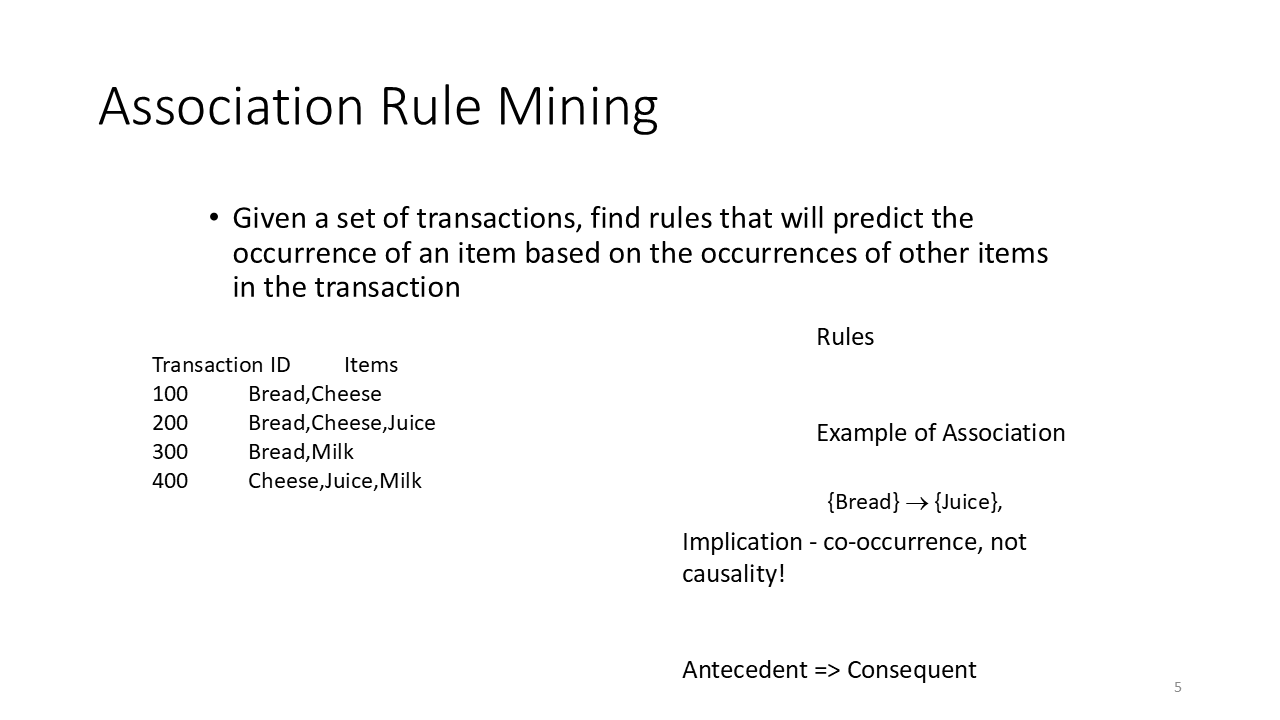 Association Rule Mining
• Given a set of transactions, find rules that will predict the
occurrence of an item based on the occurrences of other items
in the transaction
Transaction ID Items
100 Bread,Cheese
200 Bread,Cheese,Juice
300 Bread,Milk
400 Cheese,Juice,Milk
Rules
Example of Association
{Bread} → {Juice},
Implication - co-occurrence, not
causality!
Antecedent => Consequent
5